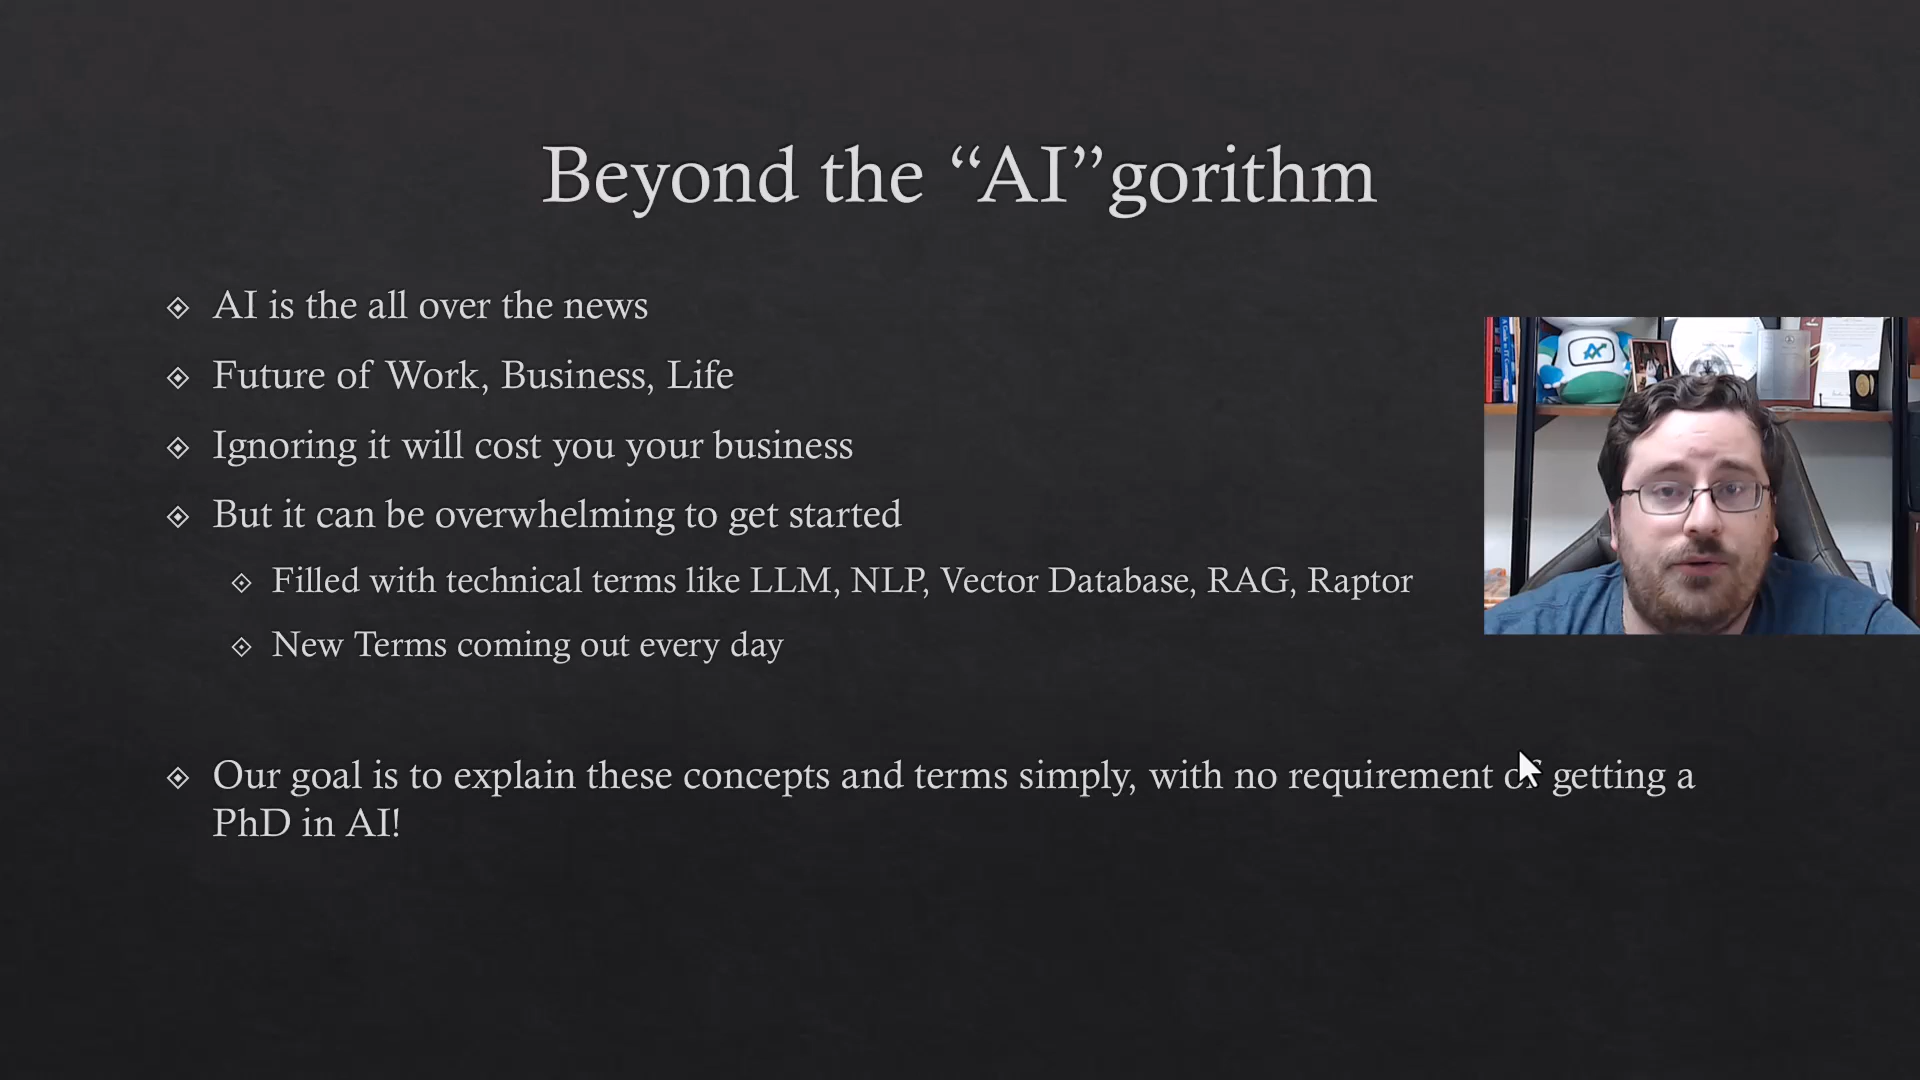 Beyond the “AI”gorithm
AI is the all over the news
Future of Work, Business, Life
Ignoring it will cost you your business
But it can be overwhelming to get started
Filled with technical terms like LLM, NLP, Vector Database, RAG, Raptor
New Terms coming out every day
Our goal is to explain these concepts and terms simply, with no requirement of getting a
PhD in AI!